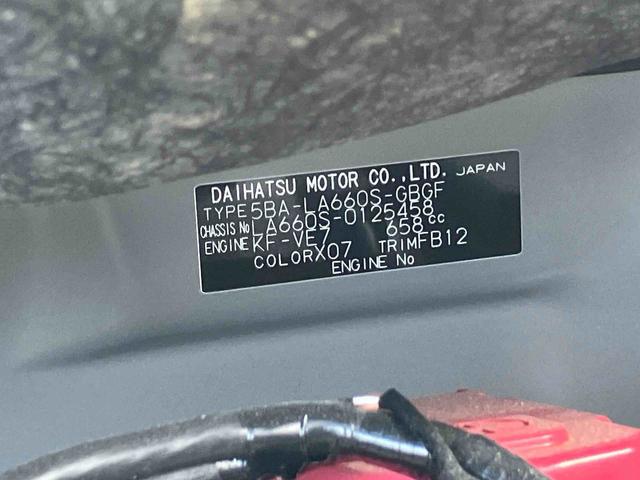 DAIHATSU MOTOR CO.,LTD. JAPAN
TYPE 5BA-LA660S-GBGF
CHASSIS No LA660S-0125458
ENGINE KF-VE7 658cc
COLOR X07 TRIM FB12
ENGINE No